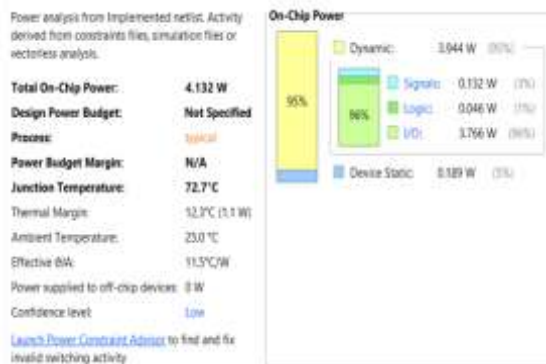 Power analysis from Implemented netlist. Activity
derived from constraints files, simulation files or
vectorless analysis.
Total On-Chip Power: 4.132 W
Design Power Budget: Not Specified
Process: typical
Power Budget Margin: N/A
Junction Temperature: 72.7°C
Thermal Margin: 12.3°C (1.1 W)
Ambient Temperature: 25.0 °C
Effective θJA: 11.5°C/W
Power supplied to off-chip devices: 0 W
Confidence level: Low
Launch Power Constraint Advisor to find and fix
invalid switching activity
On-Chip Power
95%
Dynamic: 3.944 W (95%)
96%
Signals: 0.132 W (3%)
Logic: 0.046 W (1%)
I/O: 3.766 W (96%)
Device Static: 0.189 W (5%)